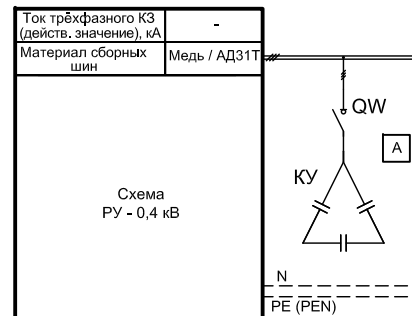 Ток трёхфазного КЗ
(действ. значение), кА
-
Материал сборных
шин
Медь / АД31Т
QW
А
КУ
Схема
РУ - 0,4 кВ
N
PE (PEN)